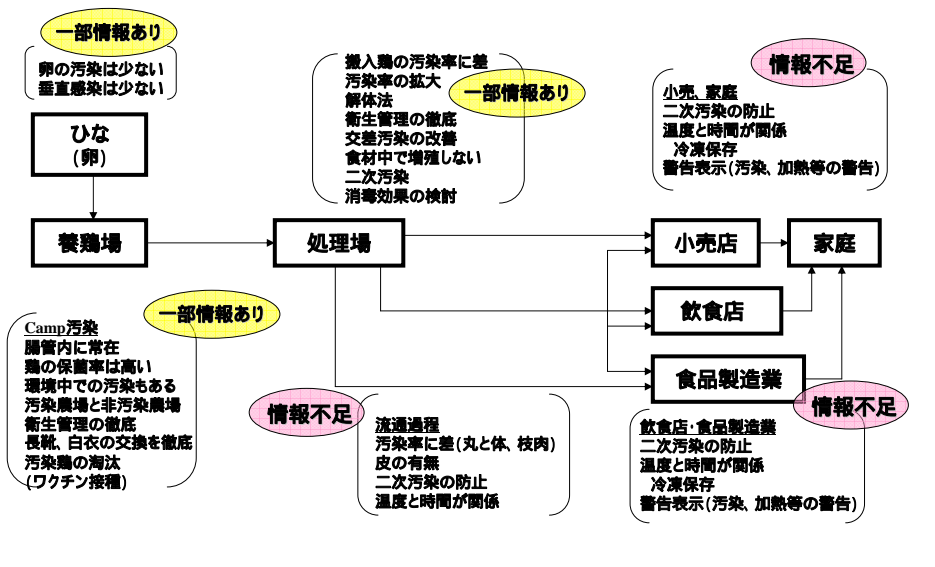 一部情報あり
卵の汚染は少ない
垂直感染は少ない
ひな
(卵)
養鶏場
搬入鶏の汚染率に差
汚染率の拡大
解体法
衛生管理の徹底
交差汚染の改善
食材中で増殖しない
二次汚染
消毒効果の検討
一部情報あり
処理場
情報不足
小売、家庭
二次汚染の防止
温度と時間が関係
冷凍保存
警告表示(汚染、加熱等の警告)
小売店
家庭
飲食店
食品製造業
一部情報あり
Camp汚染
腸管内に常在
鶏の保菌率は高い
環境中での汚染もある
汚染農場と非汚染農場
衛生管理の徹底
長靴、白衣の交換を徹底
汚染鶏の淘汰
(ワクチン接種)
情報不足
流通過程
汚染率に差(丸と体、枝肉)
皮の有無
二次汚染の防止
温度と時間が関係
情報不足
飲食店・食品製造業
二次汚染の防止
温度と時間が関係
冷凍保存
警告表示(汚染、加熱等の警告)